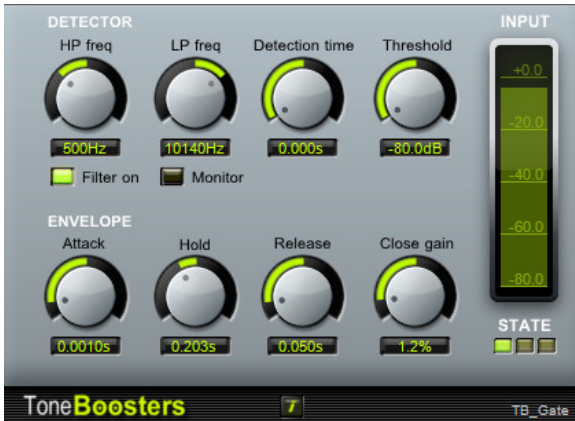 DETECTOR
INPUT
HP freq
LP freq
Detection time
Threshold
500Hz
10140Hz
0.000s
-80.0dB
Filter on
Monitor
+0.0
-20.0
-40.0
-60.0
-80.0
ENVELOPE
Attack
Hold
Release
Close gain
0.0010s
0.203s
0.050s
1.2%
STATE
ToneBoosters
T
TB_Gate